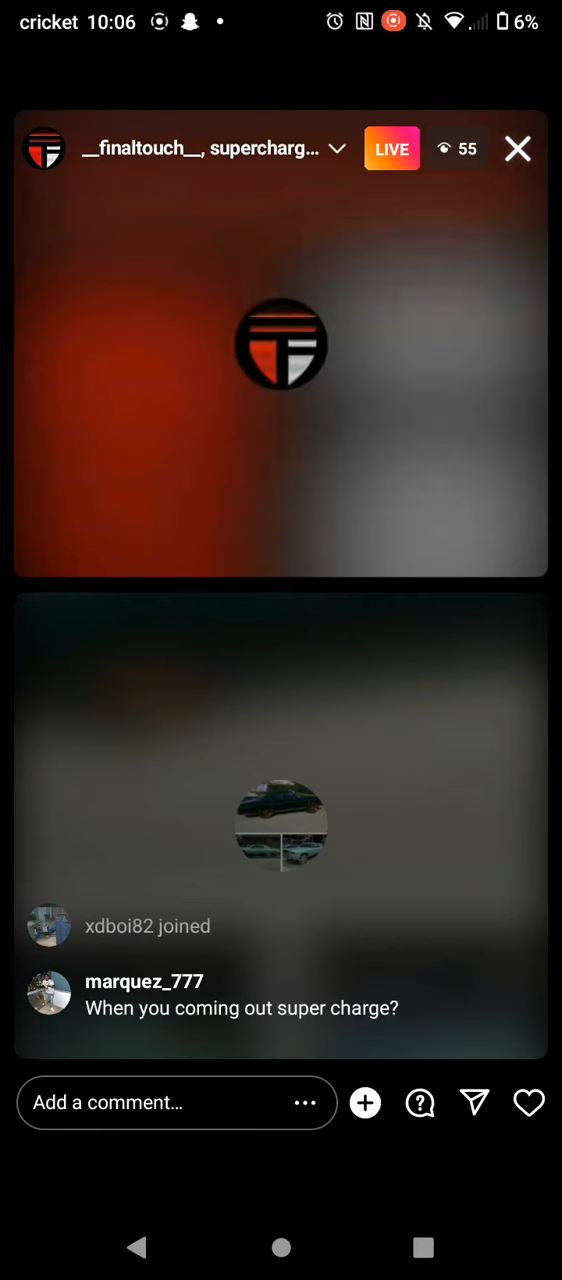 cricket 10:06 6%
__finaltouch__, supercharg... LIVE 55
xdboi82 joined
marquez_777
When you coming out super charge?
Add a comment...